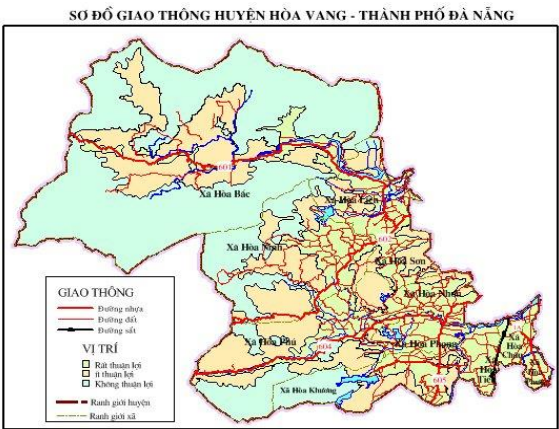 SƠ ĐỒ GIAO THÔNG HUYỆN HÒA VANG - THÀNH PHỐ ĐÀ NẴNG
601
Xã Hòa Bắc
Xã Hòa Liên
602
Xã Hòa Ninh
Xã Hòa Sơn
Xã Hòa Nhơn
GIAO THÔNG
Đường nhựa
Đường đất
Đường sắt
VỊ TRÍ
Rất thuận lợi
ít thuận lợi
Không thuận lợi
Ranh giới huyện
Ranh giới xã
Xã Hòa Phú
604
Xã Hòa Phong
Xã
Hòa
Châu
Xã Hòa Khương
605